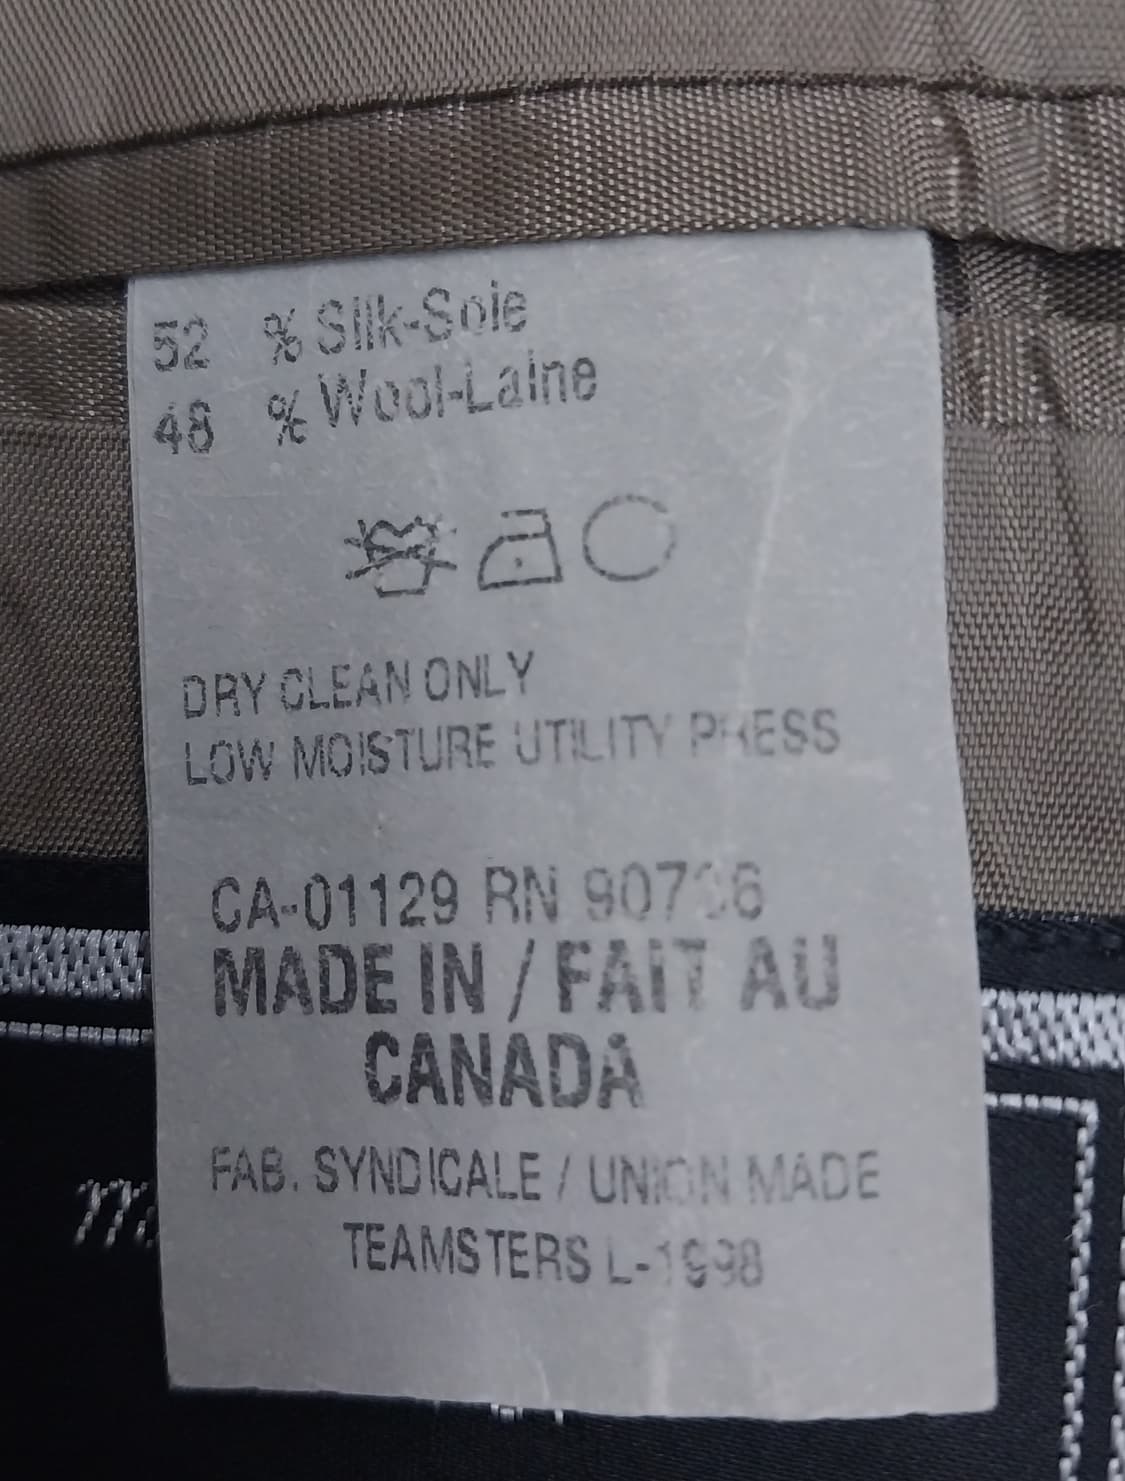 52 % Silk-Soie
48 % Wool-Laine
DRY CLEAN ONLY
LOW MOISTURE UTILITY PRESS
CA-01129 RN
MADE IN / FAIT AU
CANADA
FAB. SYNDICALE / UNION MADE
TEAMSTERS L-1998